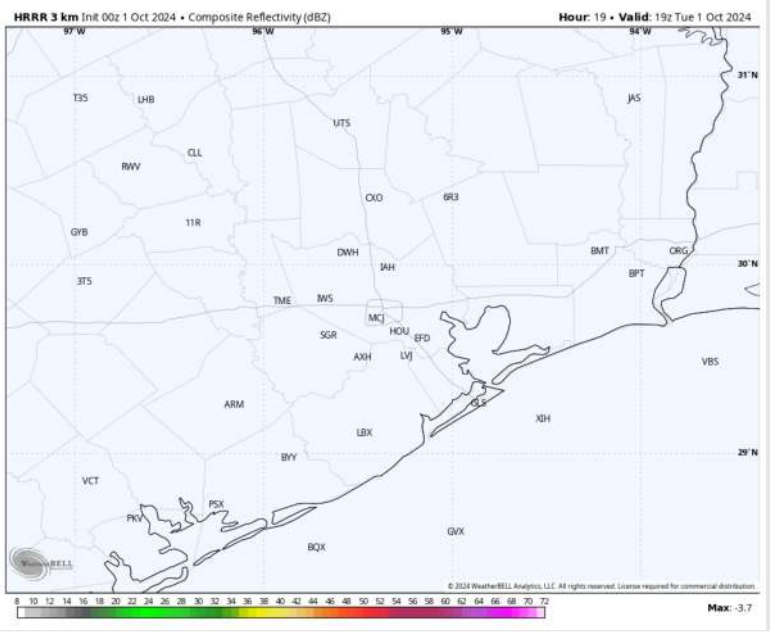 HRRR 3 km Init 00z 1 Oct 2024 • Composite Reflectivity (dBZ) Hour: 19 • Valid: 19z Tue 1 Oct 2024
97°W 96°W 95°W 94°W
31°N
T35 LHB JAS
UTS
CLL
RWV
OXO 6R3
11R
GYB
DWH BMT ORG
IAH 30°N
3T5 BPT
TME IWS
MCJ
SGR HOU EFD
AXH LVJ VBS
ARM GLS
XIH
LBX
BYY 29°N
VCT
PSX
PKV
GVX
BQX
WeatherBELL
© 2024 WeatherBELL Analytics, LLC. All rights reserved. License required for commercial distribution.
8 10 12 14 16 18 20 22 24 26 28 30 32 34 36 38 40 42 44 46 48 50 52 54 56 58 60 62 64 66 68 70 72
Max: -3.7